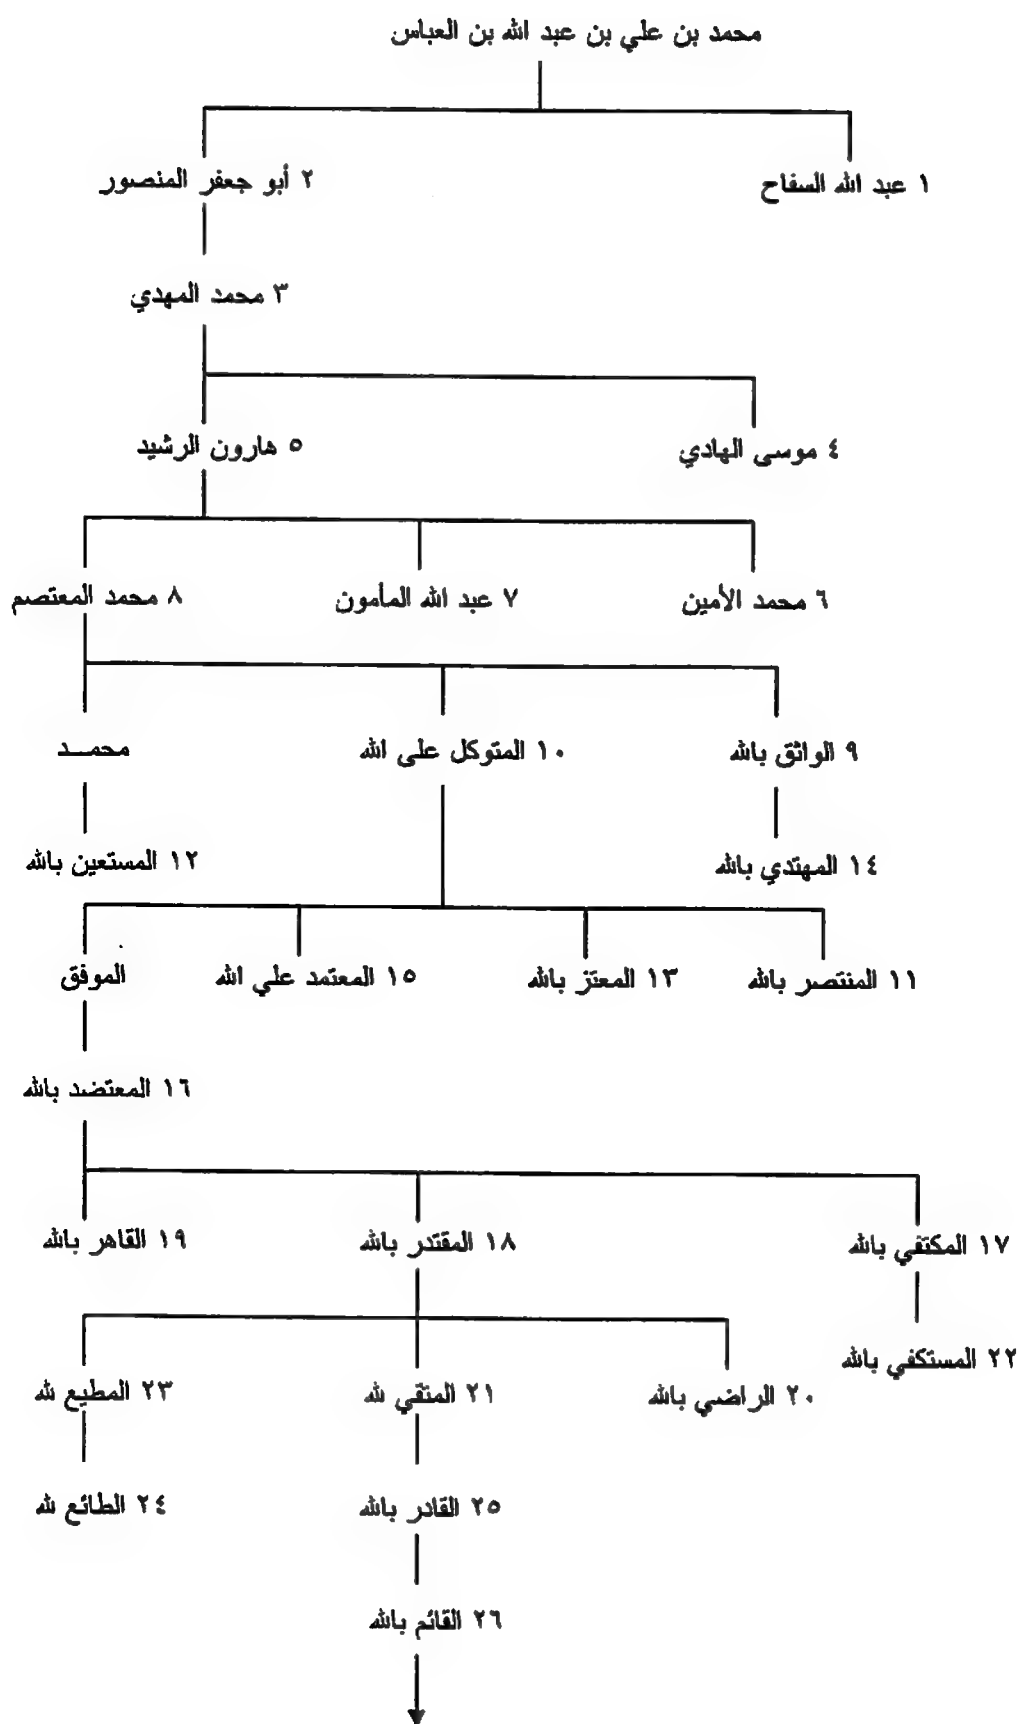 محمد بن علي بن عبد الله بن العباس
١ عبد الله السفاح
٢ أبو جعفر المنصور
٣ محمد المهدي
٤ موسى الهادي
٥ هارون الرشيد
٦ محمد الأمين
٧ عبد الله المأمون
٨ محمد المعتصم
٩ الواثق بالله
١٠ المتوكل على الله
محمــد
١٤ المهتدي بالله
١٢ المستعين بالله
١١ المنتصر بالله
١٣ المعتز بالله
١٥ المعتمد علي الله
الموفق
١٦ المعتضد بالله
١٧ المكتفي بالله
١٨ المقتدر بالله
١٩ القاهر بالله
٢٢ المستكفي بالله
٢٠ الراضي بالله
٢١ المتقي لله
٢٣ المطيع لله
٢٥ القادر بالله
٢٤ الطائع لله
٢٦ القائم بالله